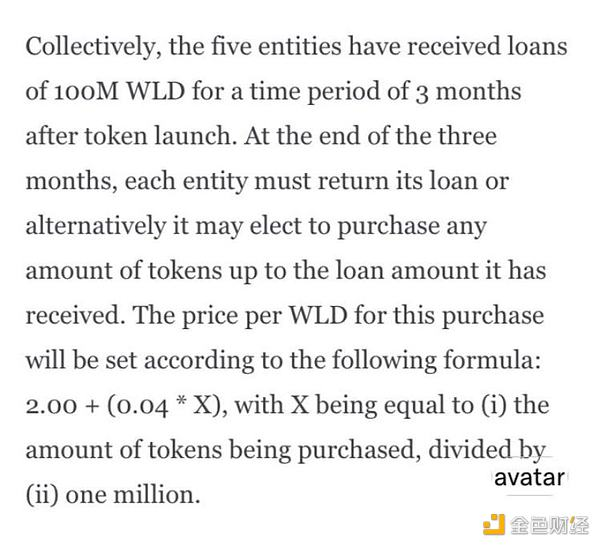 Collectively, the five entities have received loans
of 100M WLD for a time period of 3 months
after token launch. At the end of the three
months, each entity must return its loan or
alternatively it may elect to purchase any
amount of tokens up to the loan amount it has
received. The price per WLD for this purchase
will be set according to the following formula:
2.00 + (0.04 * X), with X being equal to (i) the
amount of tokens being purchased, divided by
avatar
(ii) one million.
金色财经